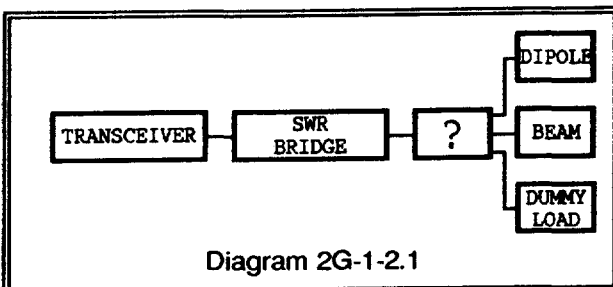 DIPOLE
TRANSCEIVER
SWR
BRIDGE
?
BEAM
DUMMY
LOAD
Diagram 2G-1-2.1